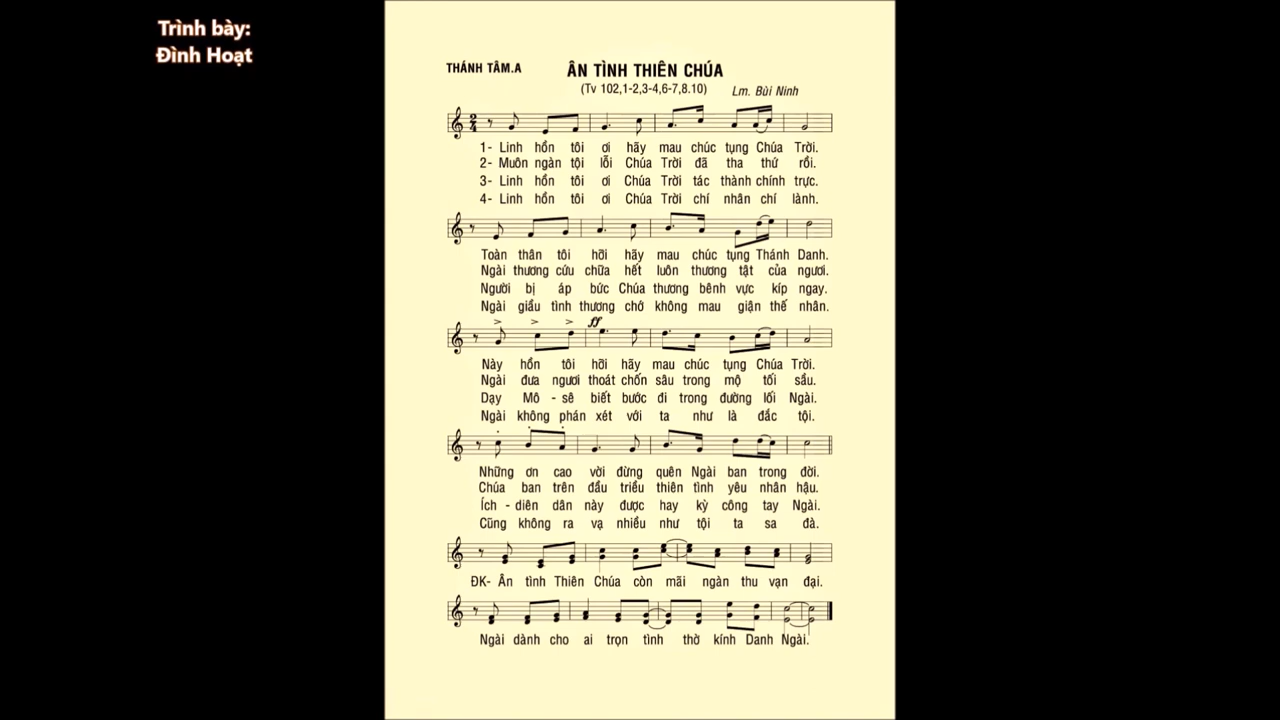 Trình bày:
Đình Hoạt
THÁNH TÂM.A
ÂN TÌNH THIÊN CHÚA
(Tv 102,1-2,3-4,6-7,8.10)
Lm. Bùi Ninh
1- Linh hồn tôi ơi hãy mau chúc tụng Chúa Trời.
2- Muôn ngàn tội lỗi Chúa Trời đã tha thứ rồi.
3- Linh hồn tôi ơi Chúa Trời tác thành chính trực.
4- Linh hồn tôi ơi Chúa Trời chí nhân chí lành.
Toàn thân tôi hỡi hãy mau chúc tụng Thánh Danh.
Ngài thương cứu chữa hết luôn thương tật của ngươi.
Người bị áp bức Chúa thương bênh vực kíp ngay.
Ngài giầu tình thương chớ không mau giận thế nhân.
ff
Này hồn tôi hỡi hãy mau chúc tụng Chúa Trời.
Ngài đưa ngươi thoát chốn sâu trong mộ tối sầu.
Dạy Mô - sê biết bước đi trong đường lối Ngài.
Ngài không phán xét với ta như là đắc tội.
Những ơn cao vời đừng quên Ngài ban trong đời.
Chúa ban trên đầu triều thiên tình yêu nhân hậu.
Ích - diên dân này được hay kỳ công tay Ngài.
Cũng không ra vạ nhiều như tội ta sa đà.
ĐK- Ân tình Thiên Chúa còn mãi ngàn thu vạn đại.
Ngài dành cho ai trọn tình thờ kính Danh Ngài.